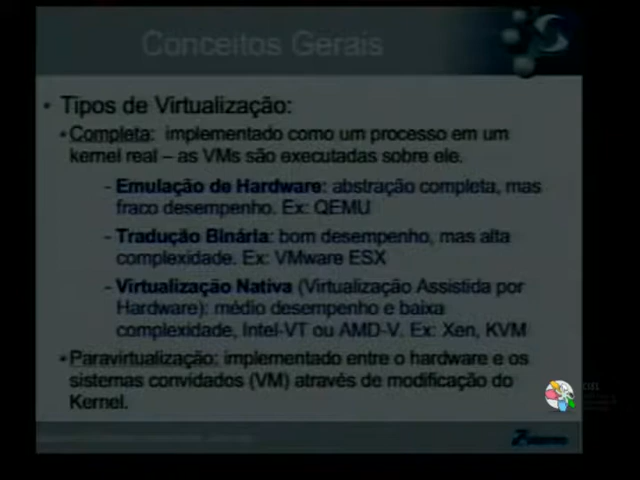 Conceitos Gerais
• Tipos de Virtualização:
• Completa: implementado como um processo em um
kernel real – as VMs são executadas sobre ele.
- Emulação de Hardware: abstração completa, mas
fraco desempenho. Ex: QEMU
- Tradução Binária: bom desempenho, mas alta
complexidade. Ex: VMware ESX
- Virtualização Nativa (Virtualização Assistida por
Hardware): médio desempenho e baixa
complexidade, Intel-VT ou AMD-V. Ex: Xen, KVM
• Paravirtualização: implementado entre o hardware e os
sistemas convidados (VM) através de modificação do
Kernel.
on